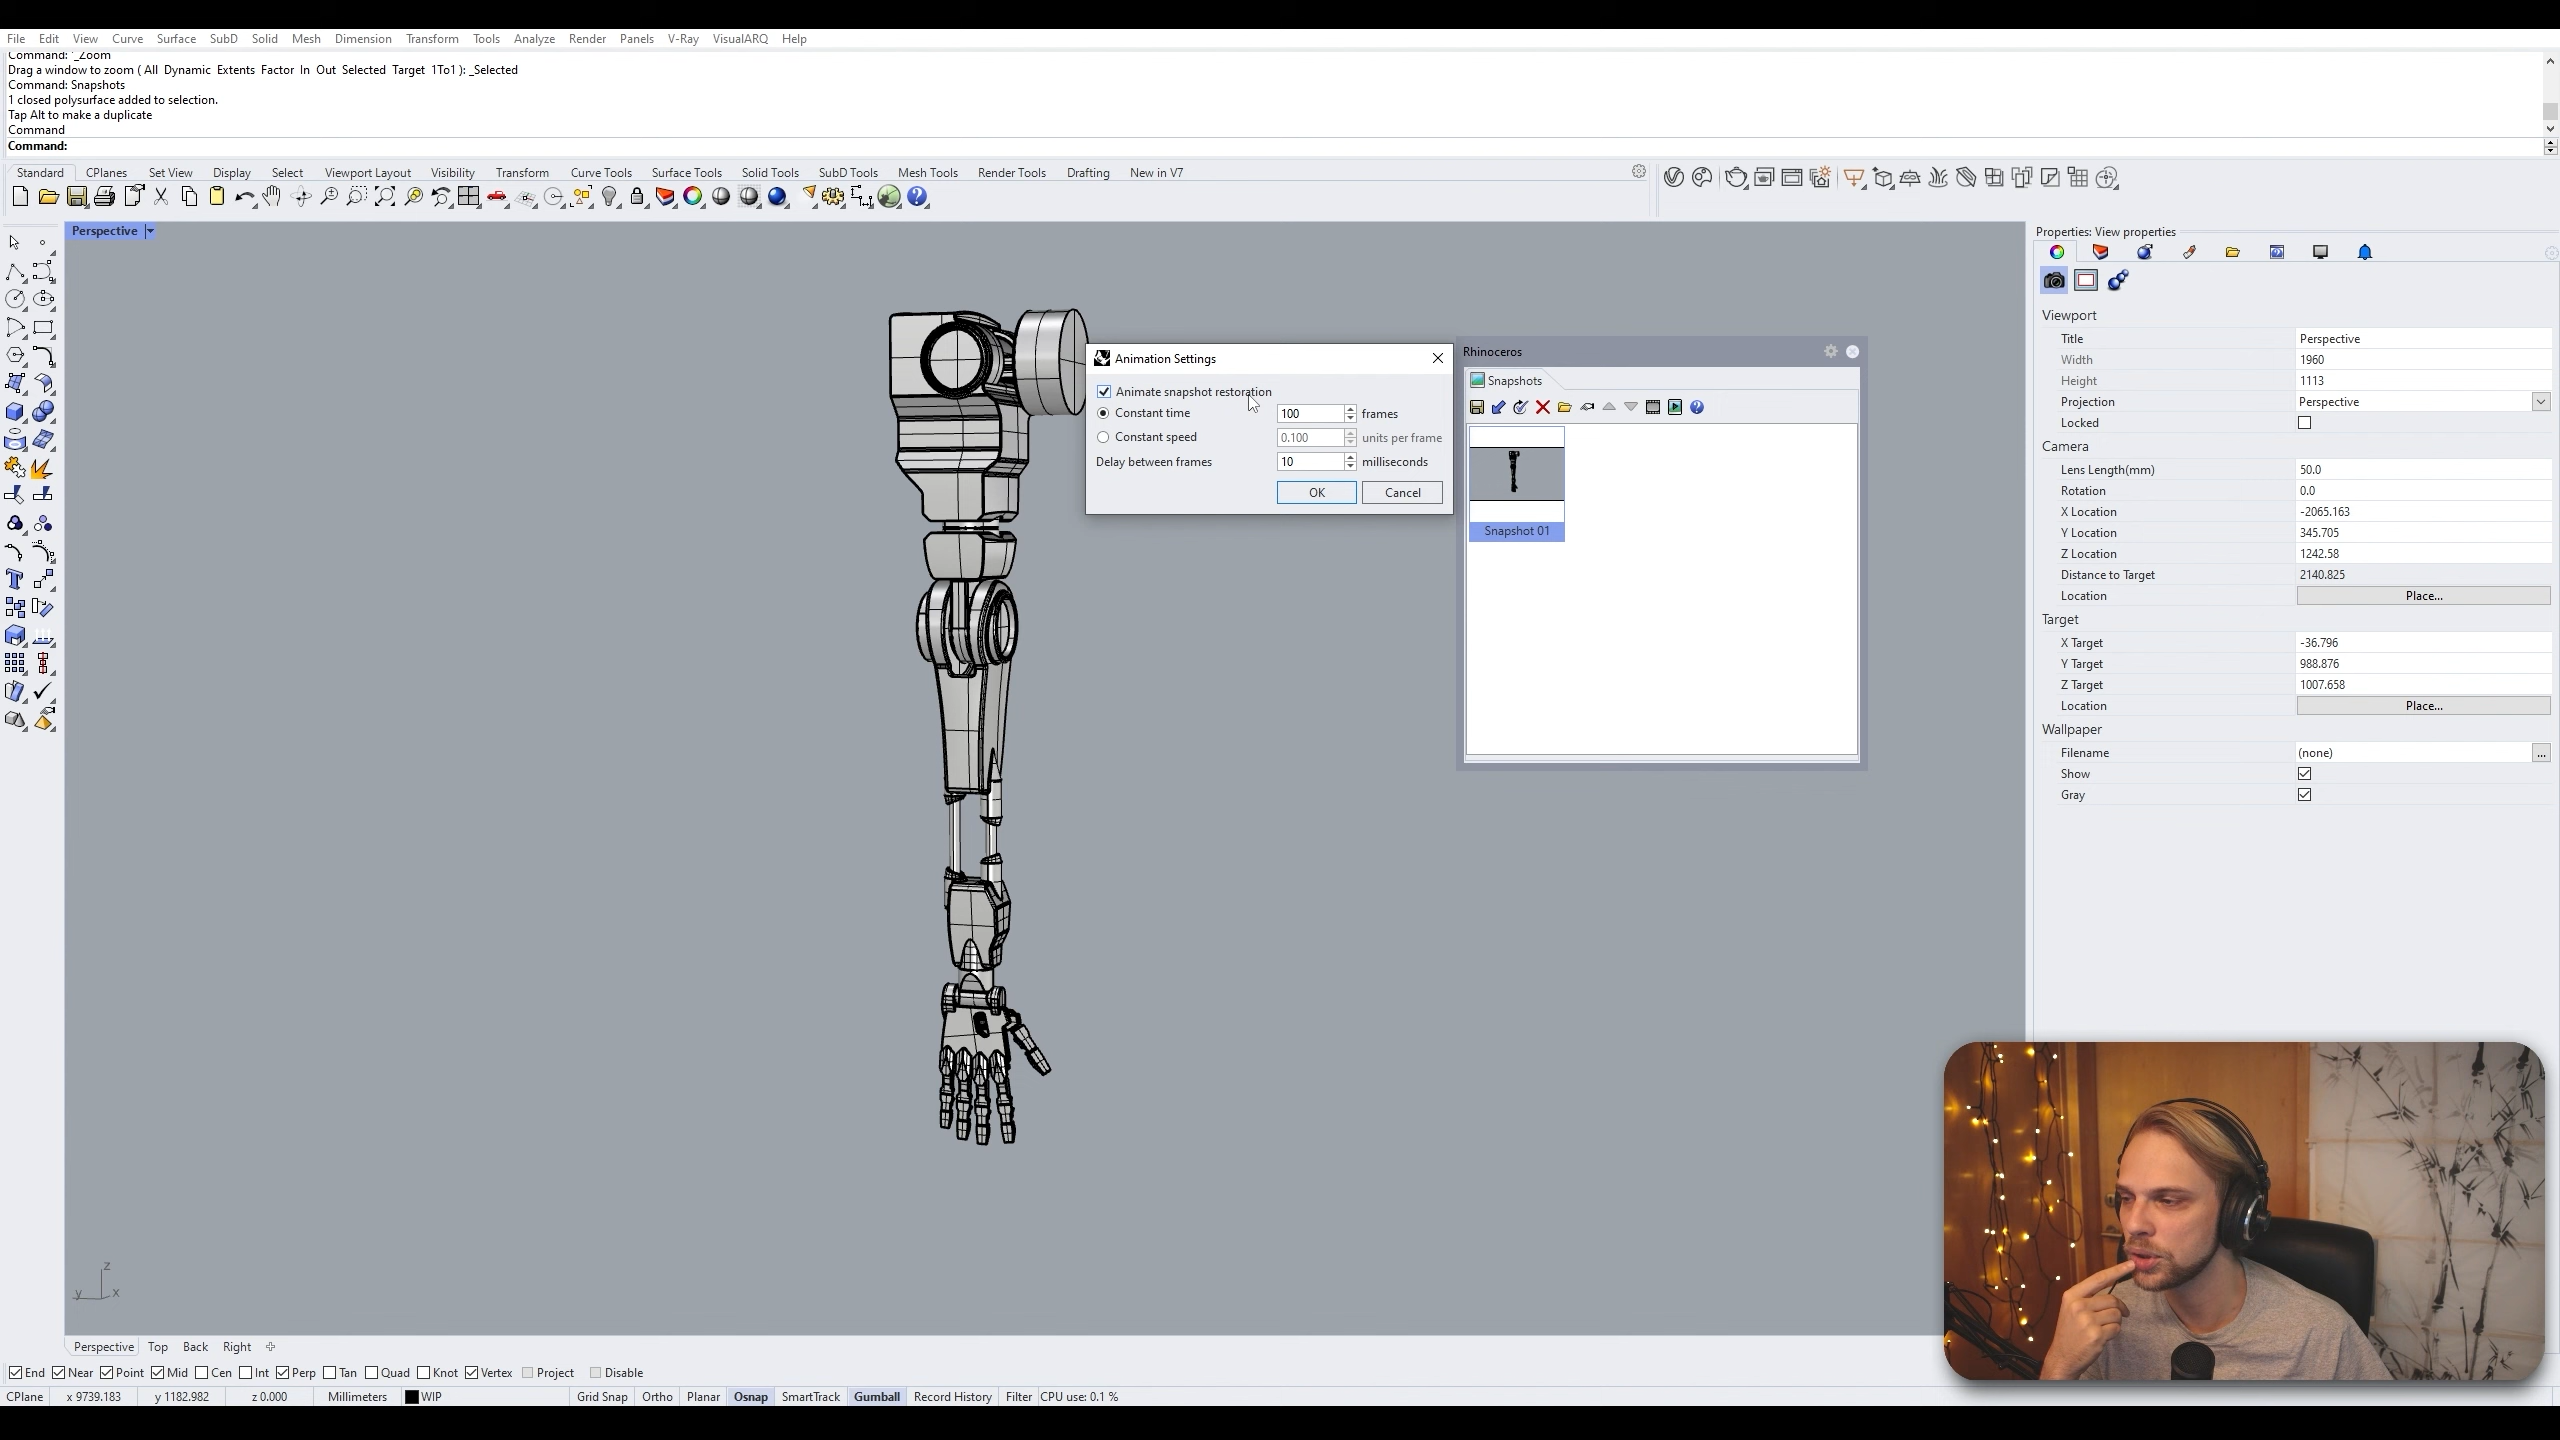 File Edit View Curve Surface SubD Solid Mesh Dimension Transform Tools Analyze Render Panels V-Ray VisualARQ Help
Command: '_Zoom
Drag a window to zoom ( All Dynamic Extents Factor In Out Selected Target 1To1 ): _Selected
Command: Snapshots
1 closed polysurface added to selection.
Tap Alt to make a duplicate
Command
Command:
Standard CPlanes Set View Display Select Viewport Layout Visibility Transform Curve Tools Surface Tools Solid Tools SubD Tools Mesh Tools Render Tools Drafting New in V7
Perspective
Animation Settings
Animate snapshot restoration
Constant time 100 frames
Constant speed 0.100 units per frame
Delay between frames 10 milliseconds
OK Cancel
Rhinoceros
Snapshots
Snapshot 01
Properties: View properties
Viewport
Title Perspective
Width 1960
Height 1113
Projection Perspective
Locked
Camera
Lens Length(mm) 50.0
Rotation 0.0
X Location -2065.163
Y Location 345.705
Z Location 1242.58
Distance to Target 2140.825
Location Place...
Target
X Target -36.796
Y Target 988.876
Z Target 1007.658
Location Place...
Wallpaper
Filename (none) ...
Show
Gray
z
y x
Perspective Top Back Right
End Near Point Mid Cen Int Perp Tan Quad Knot Vertex Project Disable
CPlane x 9739.183 y 1182.982 z 0.000 Millimeters WIP Grid Snap Ortho Planar Osnap SmartTrack Gumball Record History Filter CPU use: 0.1 %